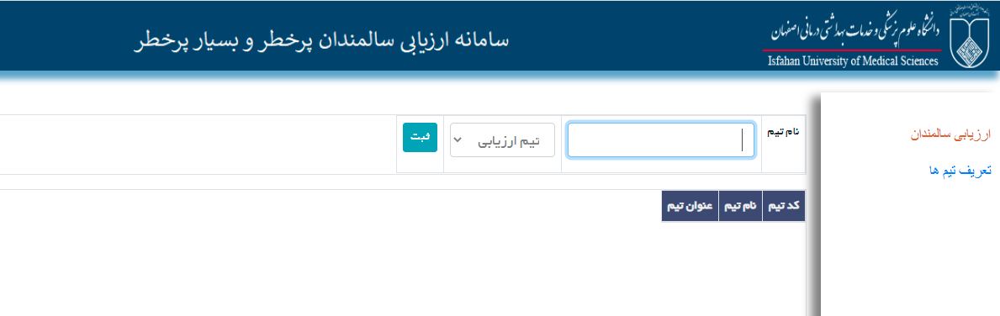 دانشگاه علوم پزشکی و خدمات بهداشتی درمانی اصفهان
Isfahan University of Medical Sciences
سامانه ارزیابی سالمندان پرخطر و بسیار پرخطر
ارزیابی سالمندان
تعریف تیم ها
نام تیم
تیم ارزیابی
ثبت
کد تیم نام تیم عنوان تیم